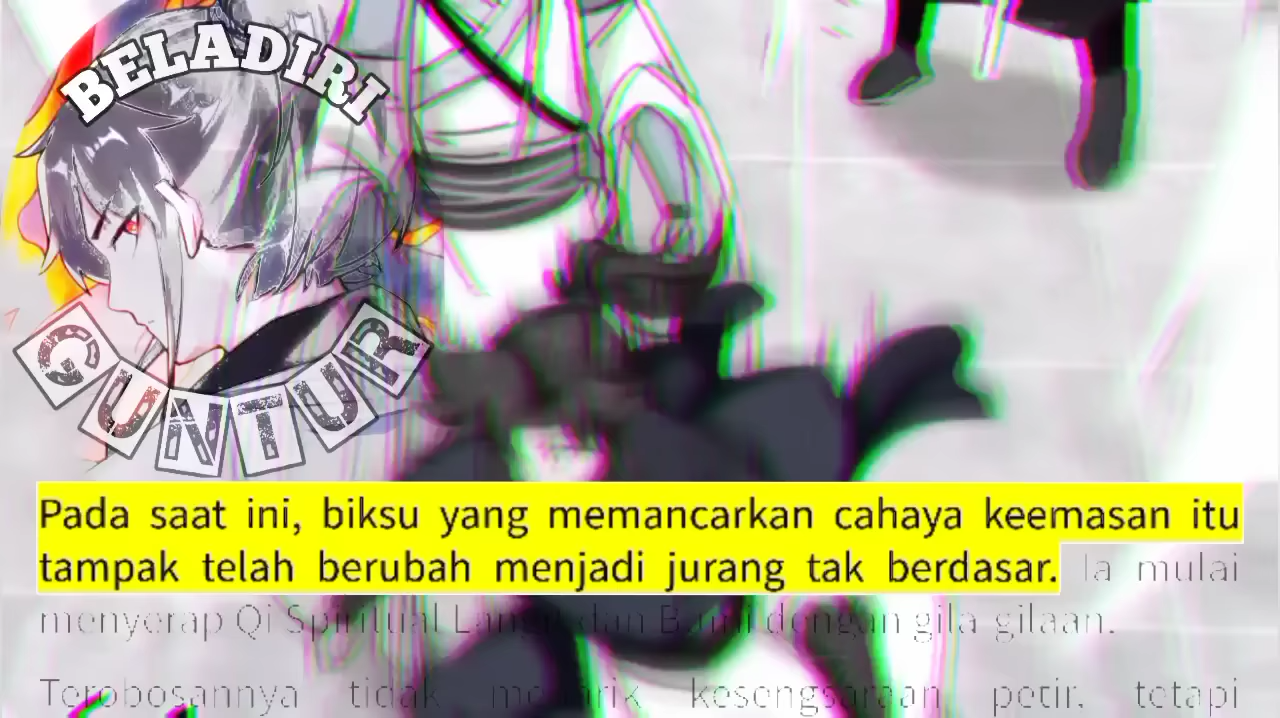 BELADIRI
GUNTUR
Pada saat ini, biksu yang memancarkan cahaya keemasan itu
tampak telah berubah menjadi jurang tak berdasar. Ia mulai
menyerap Qi Spiritual Langit dan Bumi dengan gila-gilaan.
Terobosannya tidak menarik kesengsaraan petir, tetapi